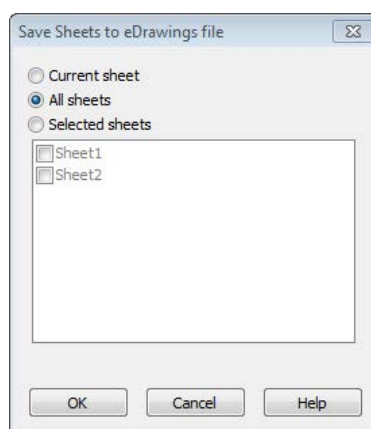 Save Sheets to eDrawings file
Current sheet
All sheets
Selected sheets
Sheet1
Sheet2
OK Cancel Help